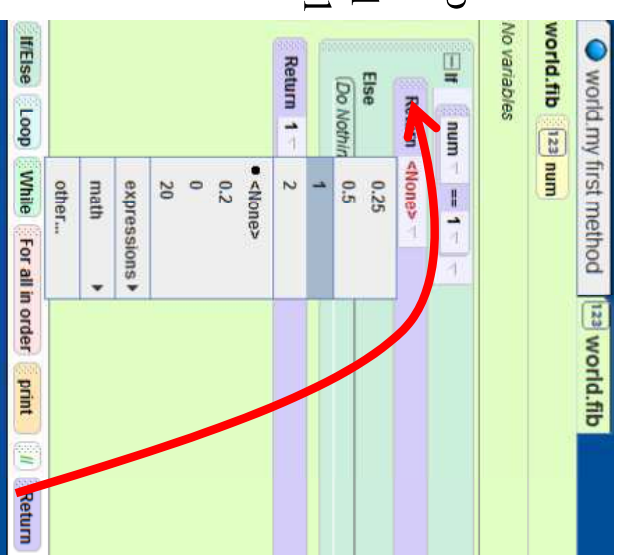 world.my first method 123 world.fib
world.fib 123 num
No variables
If num == 1
Return <None>
Else
(Do Nothin
Return 1
0.25
0.5
1
2
<None>
0.2
0
20
expressions
math
other...
If/Else Loop While For all in order print // Return